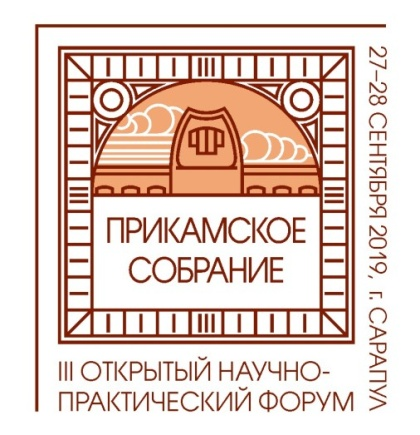 ПРИКАМСКОЕ
СОБРАНИЕ
III ОТКРЫТЫЙ НАУЧНО-
ПРАКТИЧЕСКИЙ ФОРУМ
27–28 СЕНТЯБРЯ 2019, г. САРАПУЛ